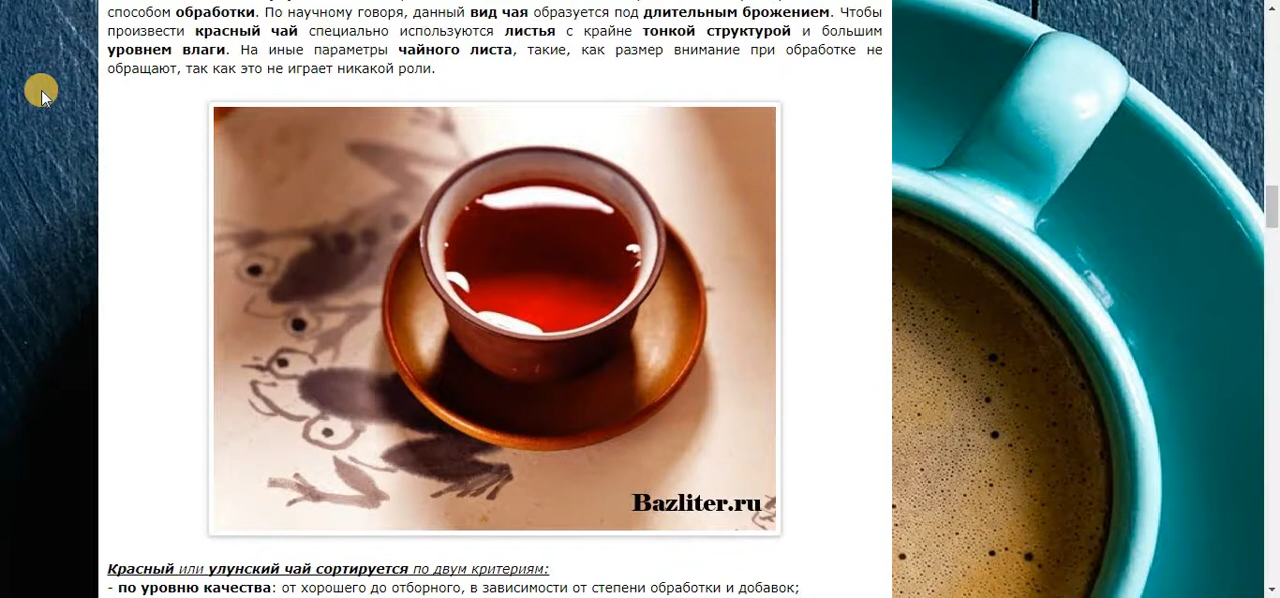 способом обработки. По научному говоря, данный вид чая образуется под длительным брожением. Чтобы
произвести красный чай специально используются листья с крайне тонкой структурой и большим
уровнем влаги. На иные параметры чайного листа, такие, как размер внимание при обработке не
обращают, так как это не играет никакой роли.
Bazliter.ru
Красный или улунский чай сортируется по двум критериям:
- по уровню качества: от хорошего до отборного, в зависимости от степени обработки и добавок;